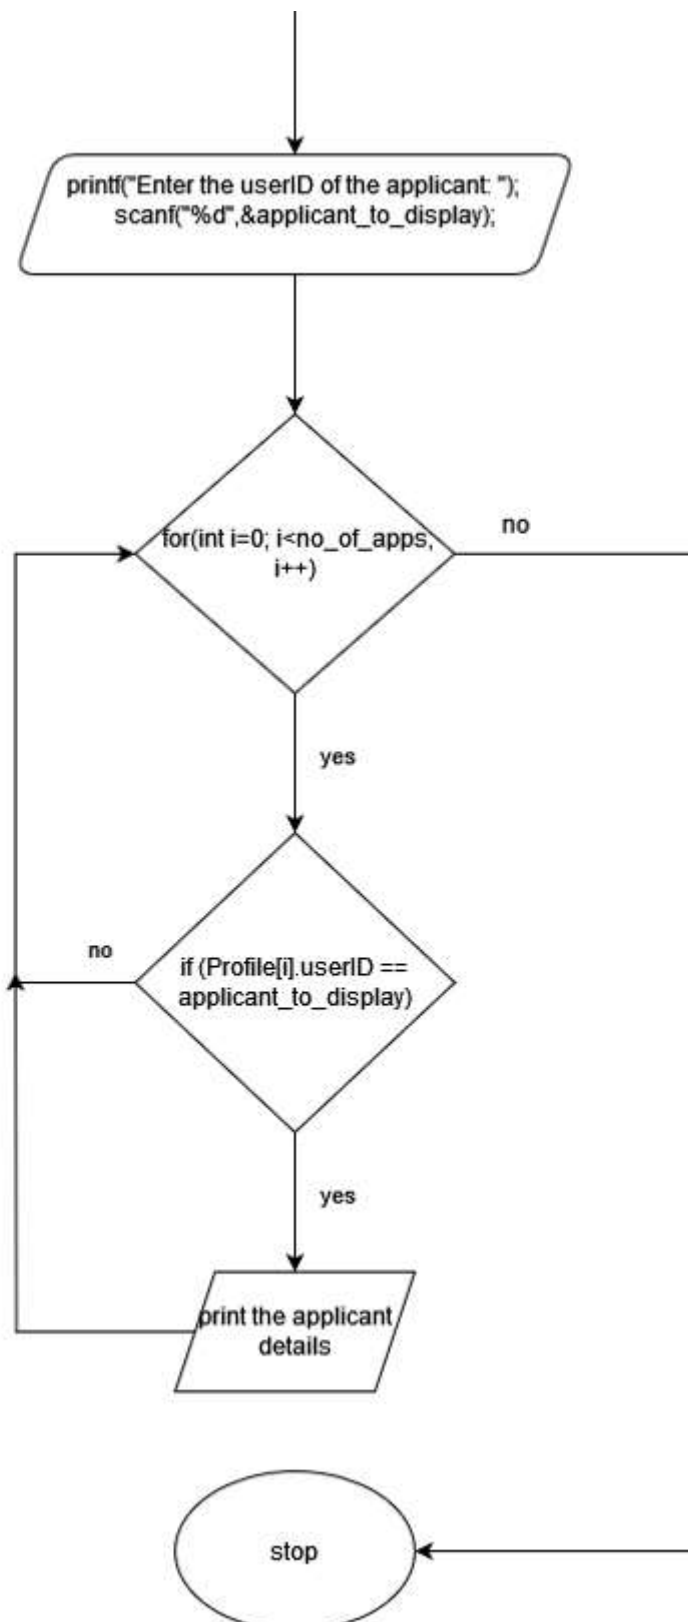 printf("Enter the userID of the applicant: ");
scanf("%d",&applicant_to_display);
for(int i=0; i<no_of_apps,
i++)
no
yes
no
if (Profile[i].userID ==
applicant_to_display)
yes
print the applicant
details
stop